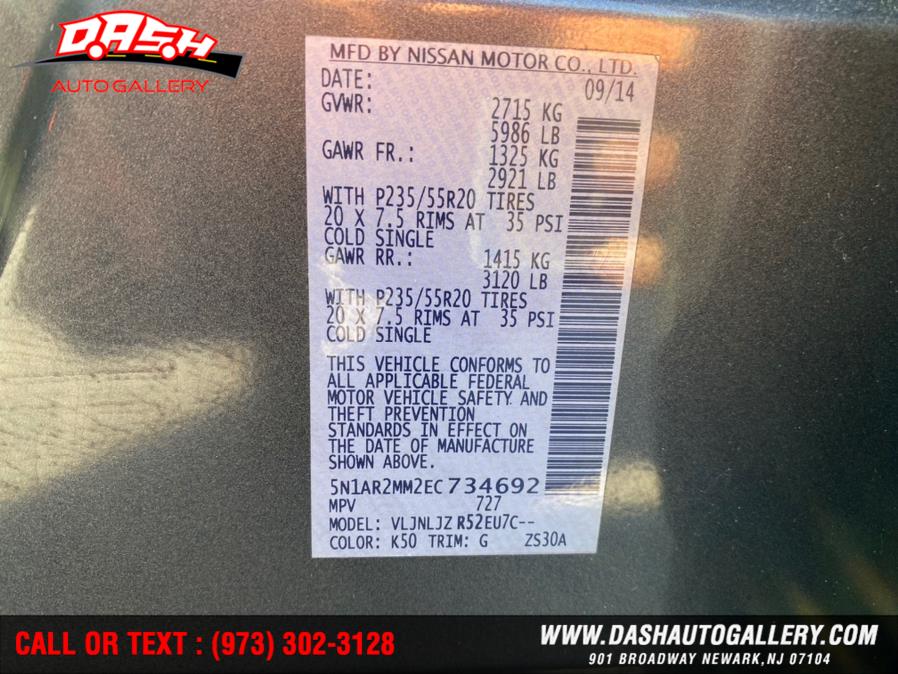 DASH
AUTO GALLERY
MFD BY NISSAN MOTOR CO., LTD.
DATE: 09/14
GVWR: 2715 KG
5986 LB
GAWR FR.: 1325 KG
2921 LB
WITH P235/55R20 TIRES
20 X 7.5 RIMS AT 35 PSI
COLD SINGLE
GAWR RR.: 1415 KG
3120 LB
WITH P235/55R20 TIRES
20 X 7.5 RIMS AT 35 PSI
COLD SINGLE
THIS VEHICLE CONFORMS TO
ALL APPLICABLE FEDERAL
MOTOR VEHICLE SAFETY AND
THEFT PREVENTION
STANDARDS IN EFFECT ON
THE DATE OF MANUFACTURE
SHOWN ABOVE.
5N1AR2MM2EC734692
MPV 727
MODEL: VLJNLJZ R52EU7C--
COLOR: K50 TRIM: G ZS30A
CALL OR TEXT : (973) 302-3128
WWW.DASHAUTOGALLERY.COM
901 BROADWAY NEWARK,NJ 07104